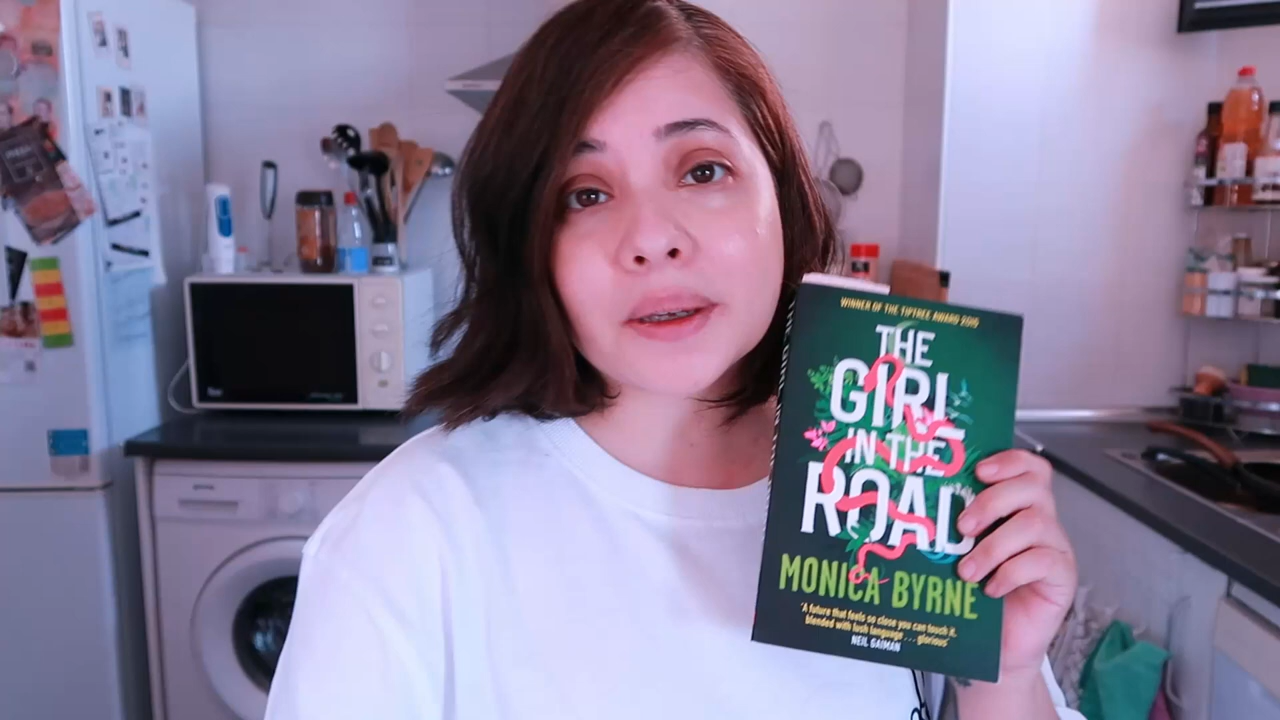 WINNER OF THE TIPTREE AWARD 2015
THE
GIRL
IN THE
ROAD
MONICA BYRNE
'A future that feels so close you can touch it,
blended with lush language . . . glorious'
NEIL GAIMAN